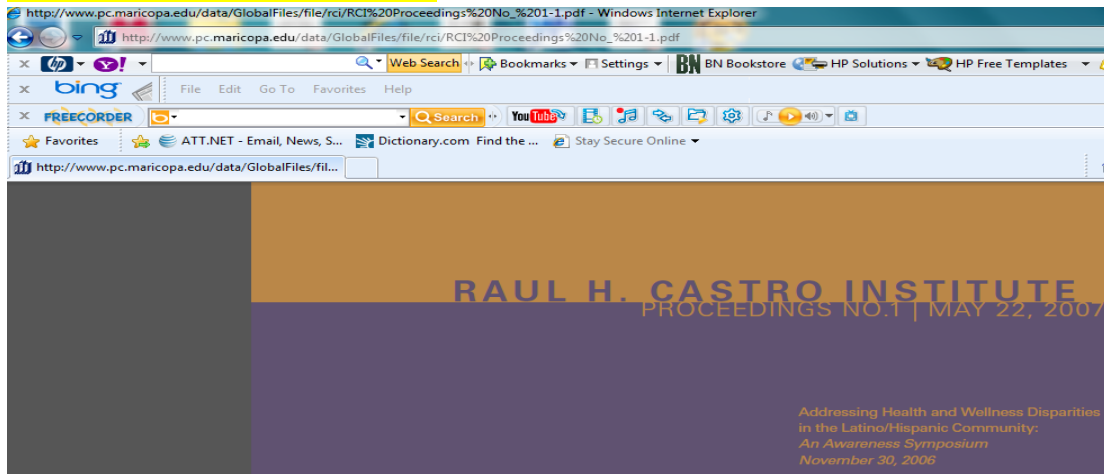 http://www.pc.maricopa.edu/data/GlobalFiles/file/rci/RCI%20Proceedings%20No_%201-1.pdf - Windows Internet Explorer
http://www.pc.maricopa.edu/data/GlobalFiles/file/rci/RCI%20Proceedings%20No_%201-1.pdf
Web Search Bookmarks Settings BN BN Bookstore HP Solutions HP Free Templates
bing File Edit Go To Favorites Help
FREECORDER Search YouTube
Favorites ATT.NET - Email, News, S... Dictionary.com Find the ... Stay Secure Online
http://www.pc.maricopa.edu/data/GlobalFiles/fil...
RAUL H. CASTRO INSTITUTE
PROCEEDINGS NO.1 | MAY 22, 2007
Addressing Health and Wellness Disparities
in the Latino/Hispanic Community:
An Awareness Symposium
November 30, 2006